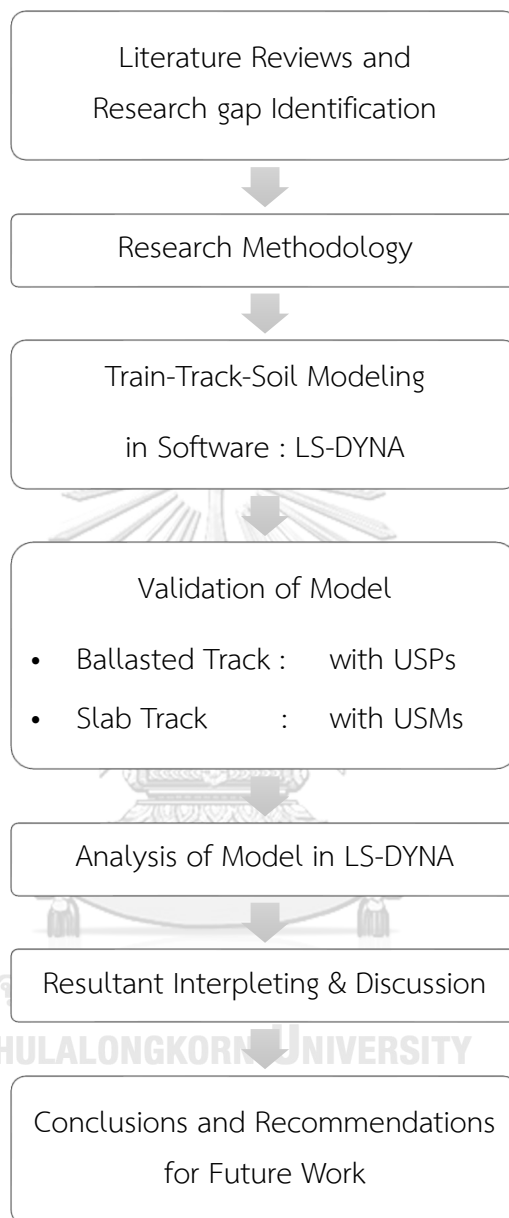 Literature Reviews and
Research gap Identification
Research Methodology
Train-Track-Soil Modeling
in Software : LS-DYNA
Validation of Model
• Ballasted Track : with USPs
• Slab Track : with USMs
Analysis of Model in LS-DYNA
Resultant Interpleting & Discussion
HULALONGKORN UNIVERSITY
Conclusions and Recommendations
for Future Work